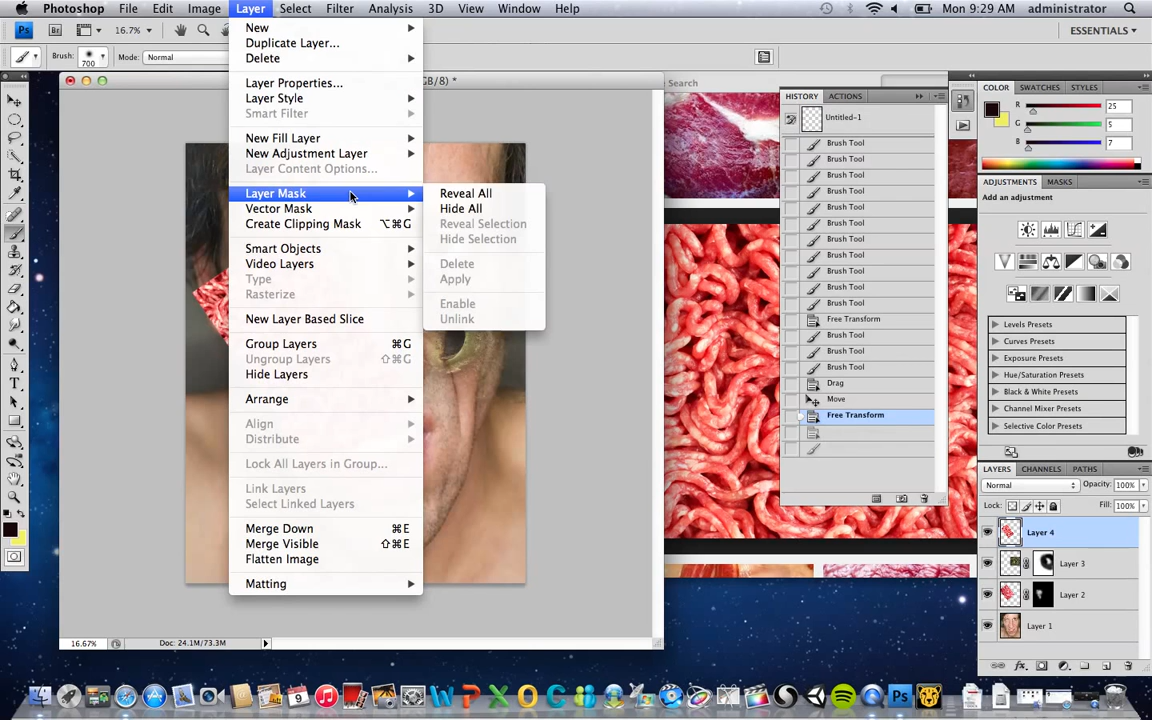 Photoshop File Edit Image Layer Select Filter Analysis 3D View Window Help Mon 9:29 AM administrator
Ps Br 16.7% ESSENTIALS
Brush: 700 Mode: Normal
GB/8) *
Search
New
Duplicate Layer...
Delete
Layer Properties...
Layer Style
Smart Filter
New Fill Layer
New Adjustment Layer
Layer Content Options...
Layer Mask
Vector Mask
Create Clipping Mask ⌥⌘G
Smart Objects
Video Layers
Type
Rasterize
New Layer Based Slice
Group Layers ⌘G
Ungroup Layers ⇧⌘G
Hide Layers
Arrange
Align
Distribute
Lock All Layers in Group...
Link Layers
Select Linked Layers
Merge Down ⌘E
Merge Visible ⇧⌘E
Flatten Image
Matting
Reveal All
Hide All
Reveal Selection
Hide Selection
Delete
Apply
Enable
Unlink
16.67% Doc: 24.1M/73.3M
HISTORY ACTIONS
Untitled-1
Brush Tool
Brush Tool
Brush Tool
Brush Tool
Brush Tool
Brush Tool
Brush Tool
Brush Tool
Brush Tool
Brush Tool
Brush Tool
Free Transform
Brush Tool
Brush Tool
Brush Tool
Drag
Move
Free Transform
COLOR SWATCHES STYLES
R 25
G 5
B 7
ADJUSTMENTS MASKS
Add an adjustment
Levels Presets
Curves Presets
Exposure Presets
Hue/Saturation Presets
Black & White Presets
Channel Mixer Presets
Selective Color Presets
LAYERS CHANNELS PATHS
Normal Opacity: 100%
Lock: Fill: 100%
Layer 4
Layer 3
Layer 2
Layer 1